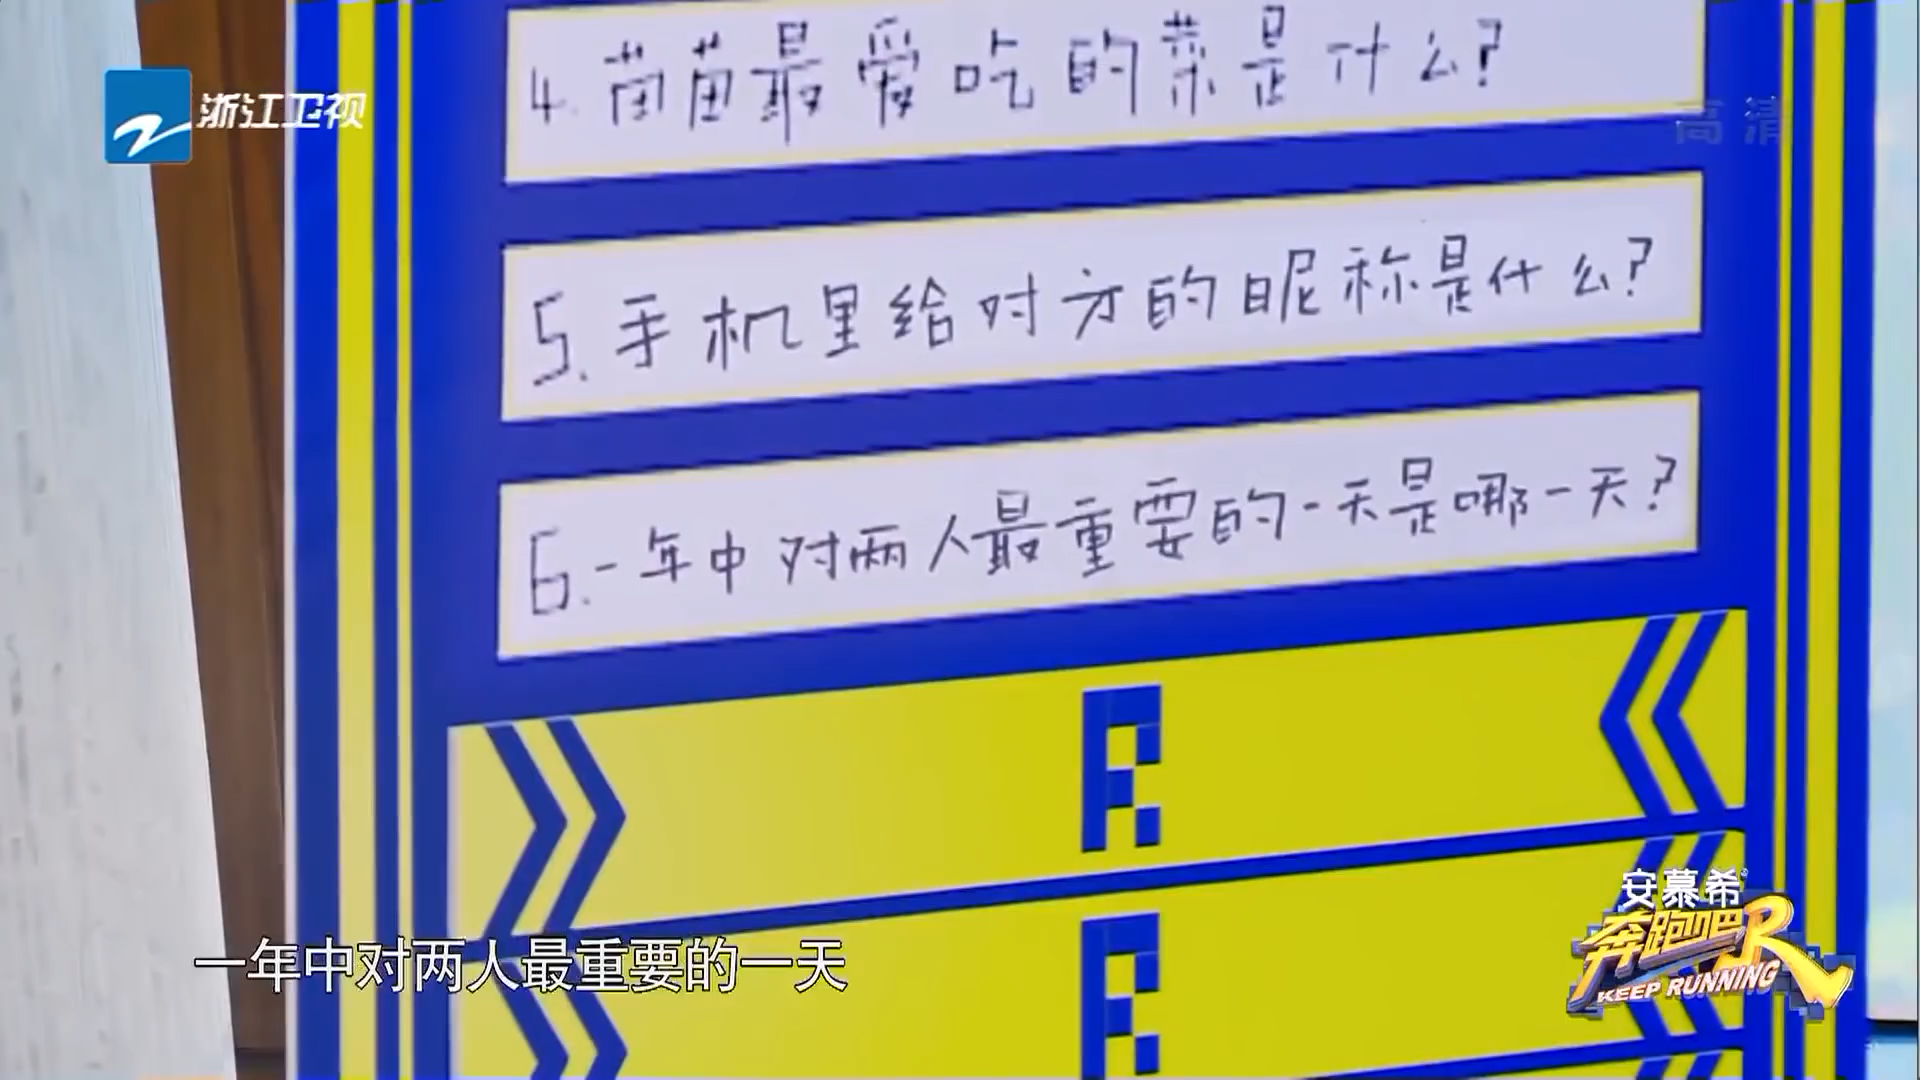 4.苗苗最爱吃的菜是什么?
浙江卫视
高清
5.手机里给对方的昵称是什么?
6.一年中对两人最重要的一天是哪一天?
R
安慕希
奔跑吧
KEEP RUNNING
一年中对两人最重要的一天
R